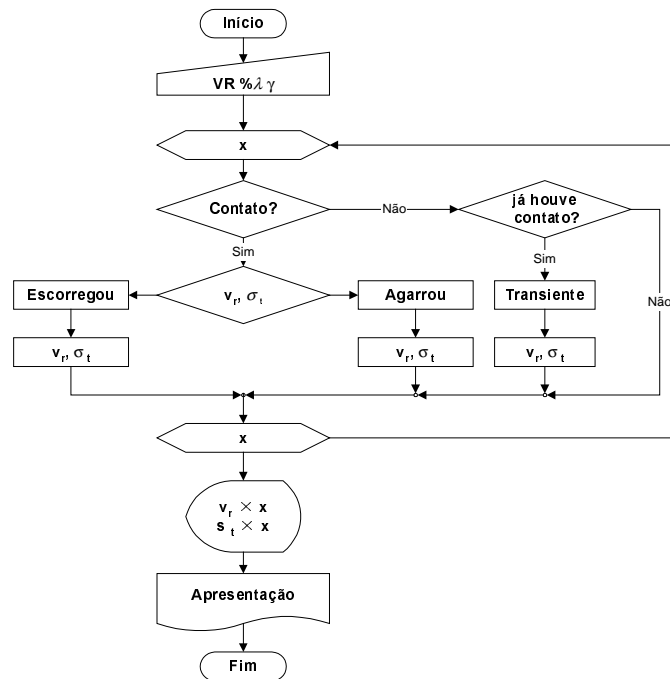 Início
VR %λ γ
x
Contato?
Não
já houve
contato?
Sim
Sim
Escorregou
v_r, σ_t
Agarrou
Transiente
Não
v_r, σ_t
v_r, σ_t
v_r, σ_t
x
v_r × x
s_t × x
Apresentação
Fim